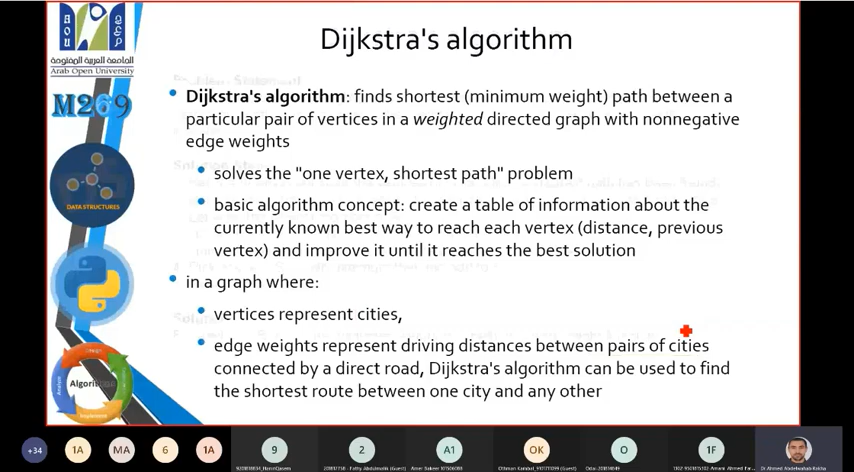 AOU
الجامعة العربية المفتوحة
Arab Open University
M269
DATA STRUCTURES
Algorithm
Dijkstra's algorithm
• Dijkstra's algorithm: finds shortest (minimum weight) path between a
particular pair of vertices in a weighted directed graph with nonnegative
edge weights
• solves the "one vertex, shortest path" problem
• basic algorithm concept: create a table of information about the
currently known best way to reach each vertex (distance, previous
vertex) and improve it until it reaches the best solution
• in a graph where:
• vertices represent cities,
• edge weights represent driving distances between pairs of cities
connected by a direct road, Dijkstra's algorithm can be used to find
the shortest route between one city and any other
+34
1A
MA
6
1A
9
2
A1
OK
O
1F